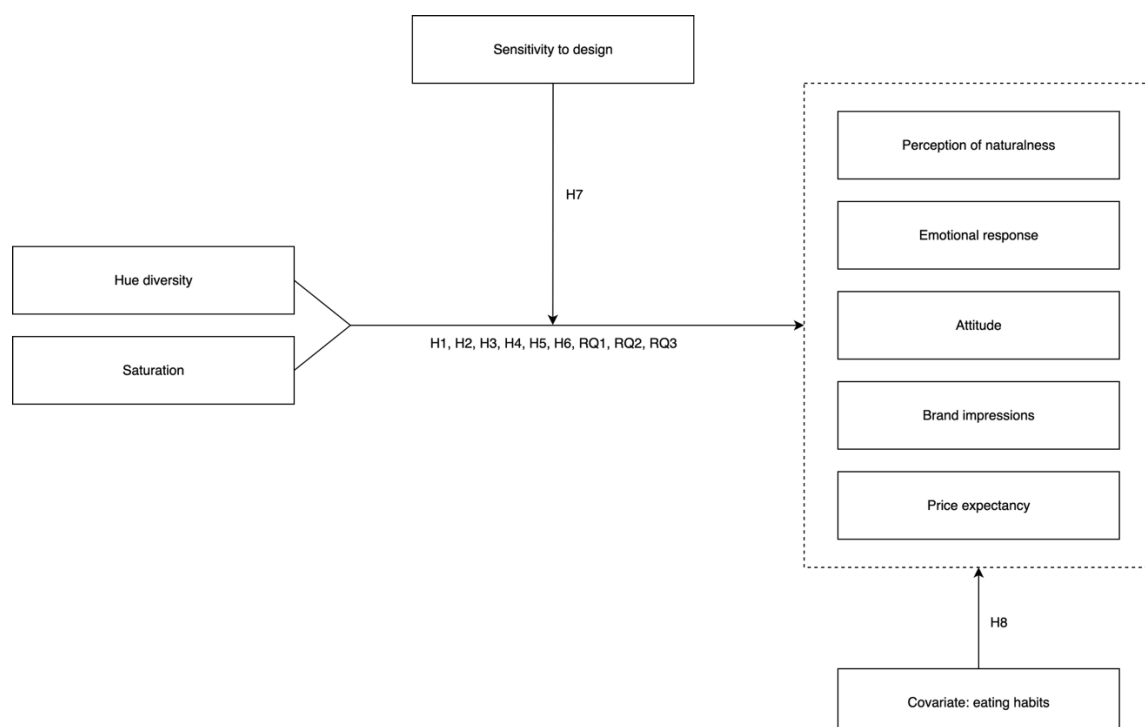 Sensitivity to design
Perception of naturalness
H7
Emotional response
Hue diversity
Attitude
H1, H2, H3, H4, H5, H6, RQ1, RQ2, RQ3
Saturation
Brand impressions
Price expectancy
H8
Covariate: eating habits